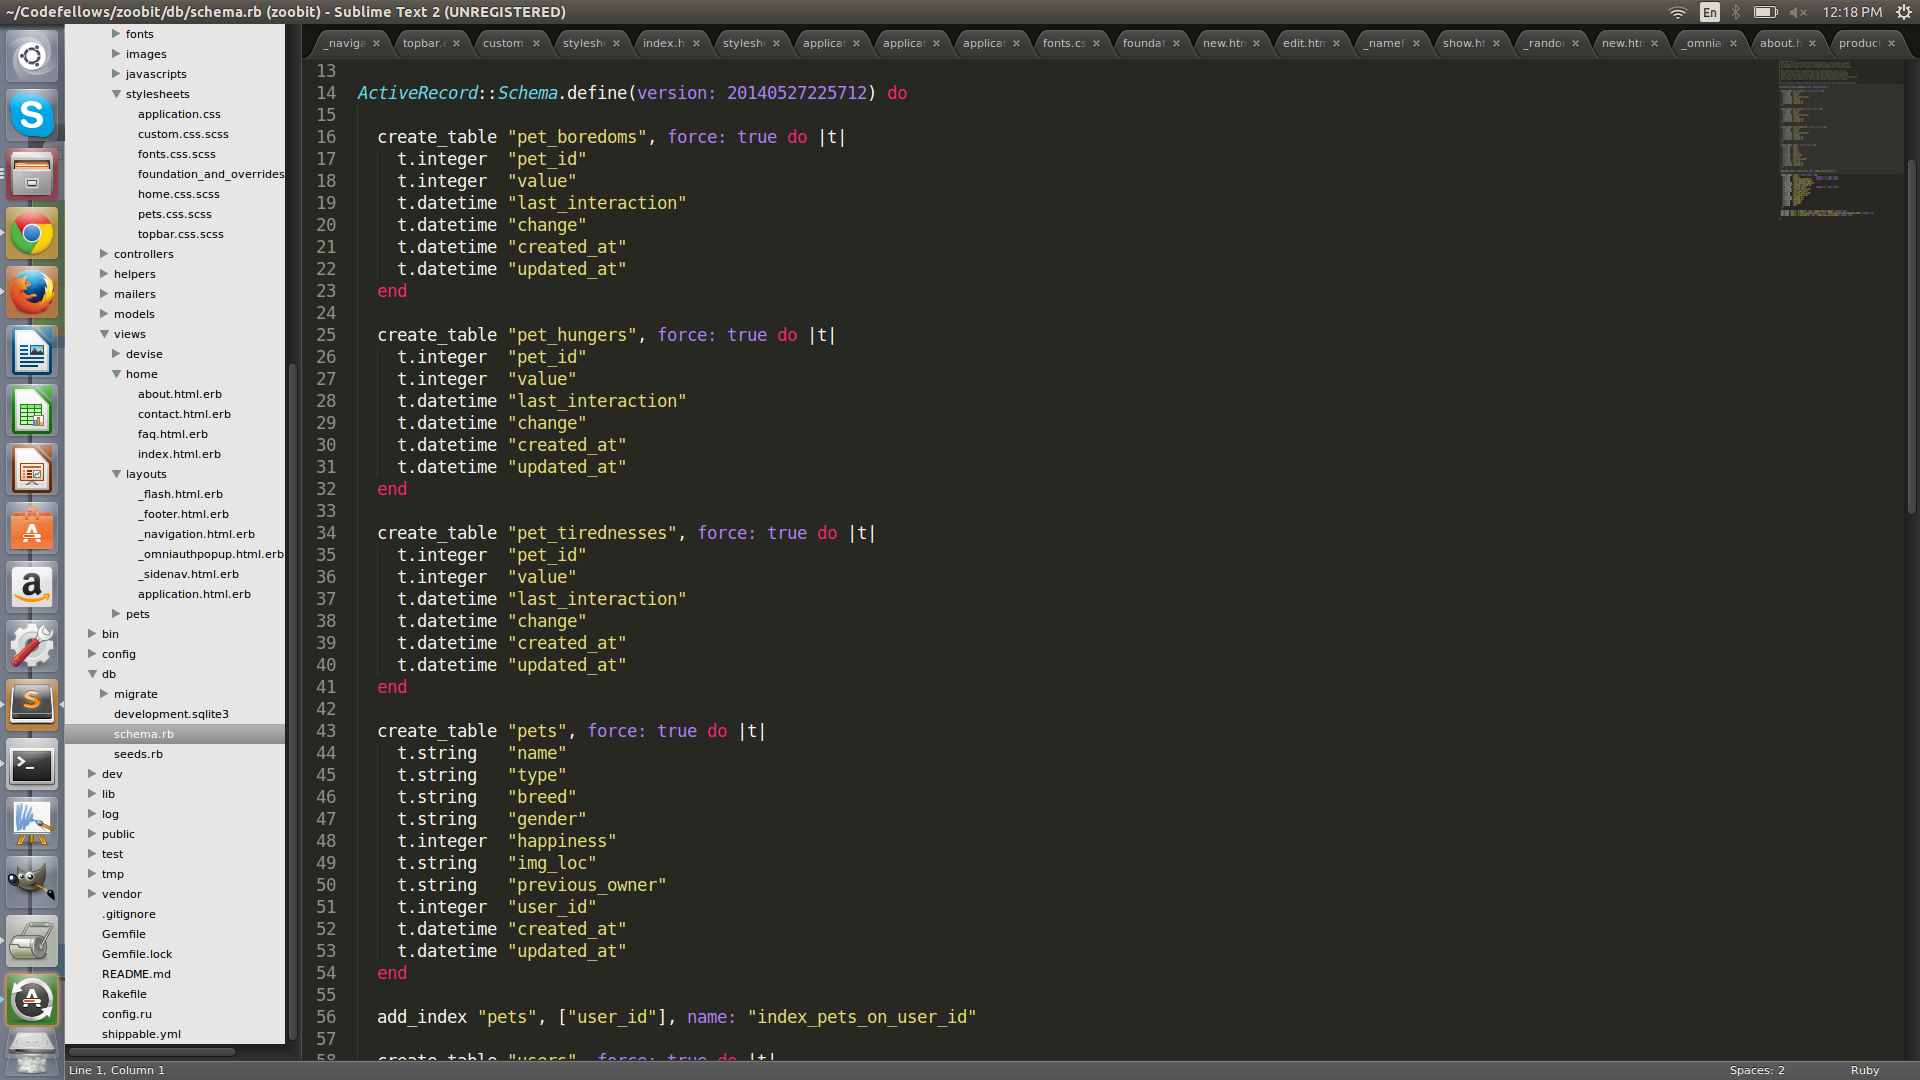 ~/Codefellows/zoobit/db/schema.rb (zoobit) - Sublime Text 2 (UNREGISTERED)
En
12:18 PM
_naviga × topbar. × custom. × stylesh × index.h × stylesh × applicat × applicat × applicat × fonts.cs × foundat × new.htm × edit.htm × _namef × show.ht × _rando × new.htm × _omnia × about.h × product ×
fonts
images
javascripts
stylesheets
application.css
custom.css.scss
fonts.css.scss
foundation_and_overrides
home.css.scss
pets.css.scss
topbar.css.scss
controllers
helpers
mailers
models
views
devise
home
about.html.erb
contact.html.erb
faq.html.erb
index.html.erb
layouts
_flash.html.erb
_footer.html.erb
_navigation.html.erb
_omniauthpopup.html.erb
_sidenav.html.erb
application.html.erb
pets
bin
config
db
migrate
development.sqlite3
schema.rb
seeds.rb
dev
lib
log
public
test
tmp
vendor
.gitignore
Gemfile
Gemfile.lock
README.md
Rakefile
config.ru
shippable.yml
13
14 ActiveRecord::Schema.define(version: 20140527225712) do
15
16 create_table "pet_boredoms", force: true do |t|
17 t.integer "pet_id"
18 t.integer "value"
19 t.datetime "last_interaction"
20 t.datetime "change"
21 t.datetime "created_at"
22 t.datetime "updated_at"
23 end
24
25 create_table "pet_hungers", force: true do |t|
26 t.integer "pet_id"
27 t.integer "value"
28 t.datetime "last_interaction"
29 t.datetime "change"
30 t.datetime "created_at"
31 t.datetime "updated_at"
32 end
33
34 create_table "pet_tirednesses", force: true do |t|
35 t.integer "pet_id"
36 t.integer "value"
37 t.datetime "last_interaction"
38 t.datetime "change"
39 t.datetime "created_at"
40 t.datetime "updated_at"
41 end
42
43 create_table "pets", force: true do |t|
44 t.string "name"
45 t.string "type"
46 t.string "breed"
47 t.string "gender"
48 t.integer "happiness"
49 t.string "img_loc"
50 t.string "previous_owner"
51 t.integer "user_id"
52 t.datetime "created_at"
53 t.datetime "updated_at"
54 end
55
56 add_index "pets", ["user_id"], name: "index_pets_on_user_id"
57
58 create_table "users", force: true do |t|
Line 1, Column 1
Spaces: 2
Ruby